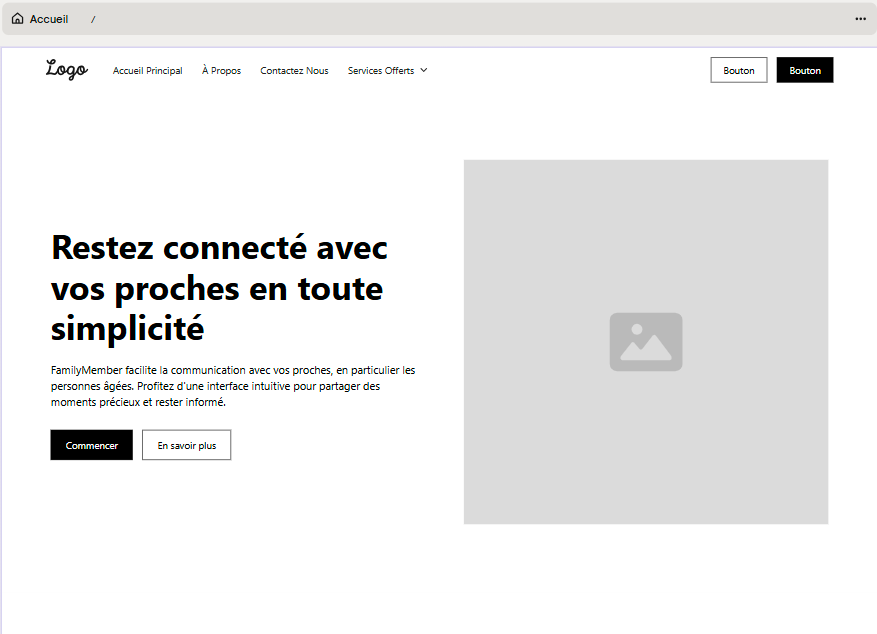 Accueil /
Logo Accueil Principal À Propos Contactez Nous Services Offerts Bouton Bouton
Restez connecté avec
vos proches en toute
simplicité
FamilyMember facilite la communication avec vos proches, en particulier les
personnes âgées. Profitez d'une interface intuitive pour partager des
moments précieux et rester informé.
Commencer En savoir plus